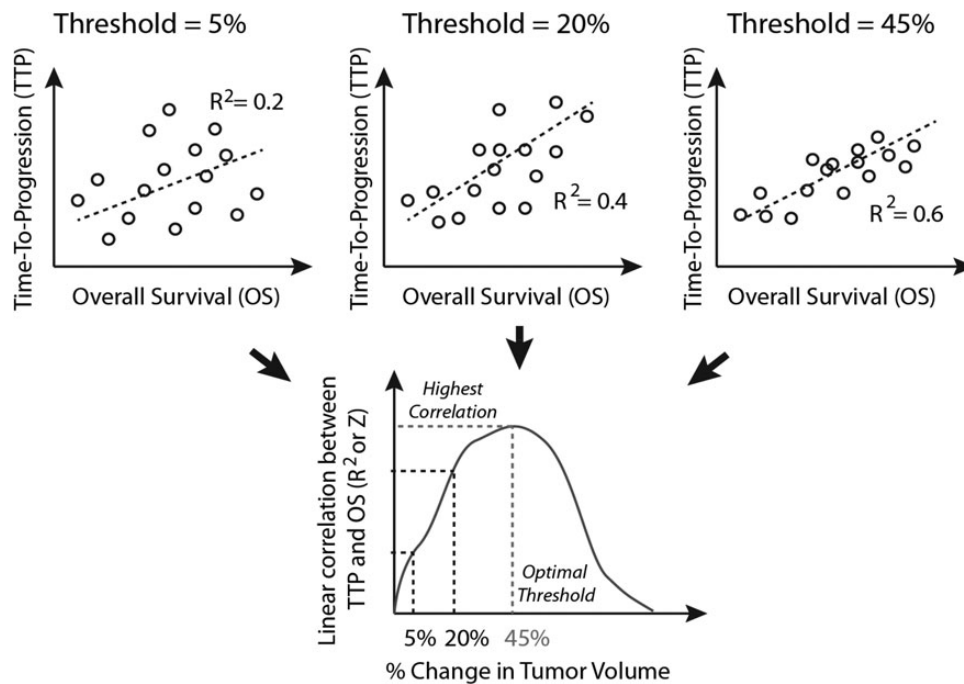 Threshold = 5%
Threshold = 20%
Threshold = 45%
Time-To-Progression (TTP)
R²= 0.2
Overall Survival (OS)
Time-To-Progression (TTP)
R²= 0.4
Overall Survival (OS)
Time-To-Progression (TTP)
R²= 0.6
Overall Survival (OS)
Linear correlation between
TTP and OS (R² or Z)
Highest
Correlation
Optimal
Threshold
5%
20%
45%
% Change in Tumor Volume